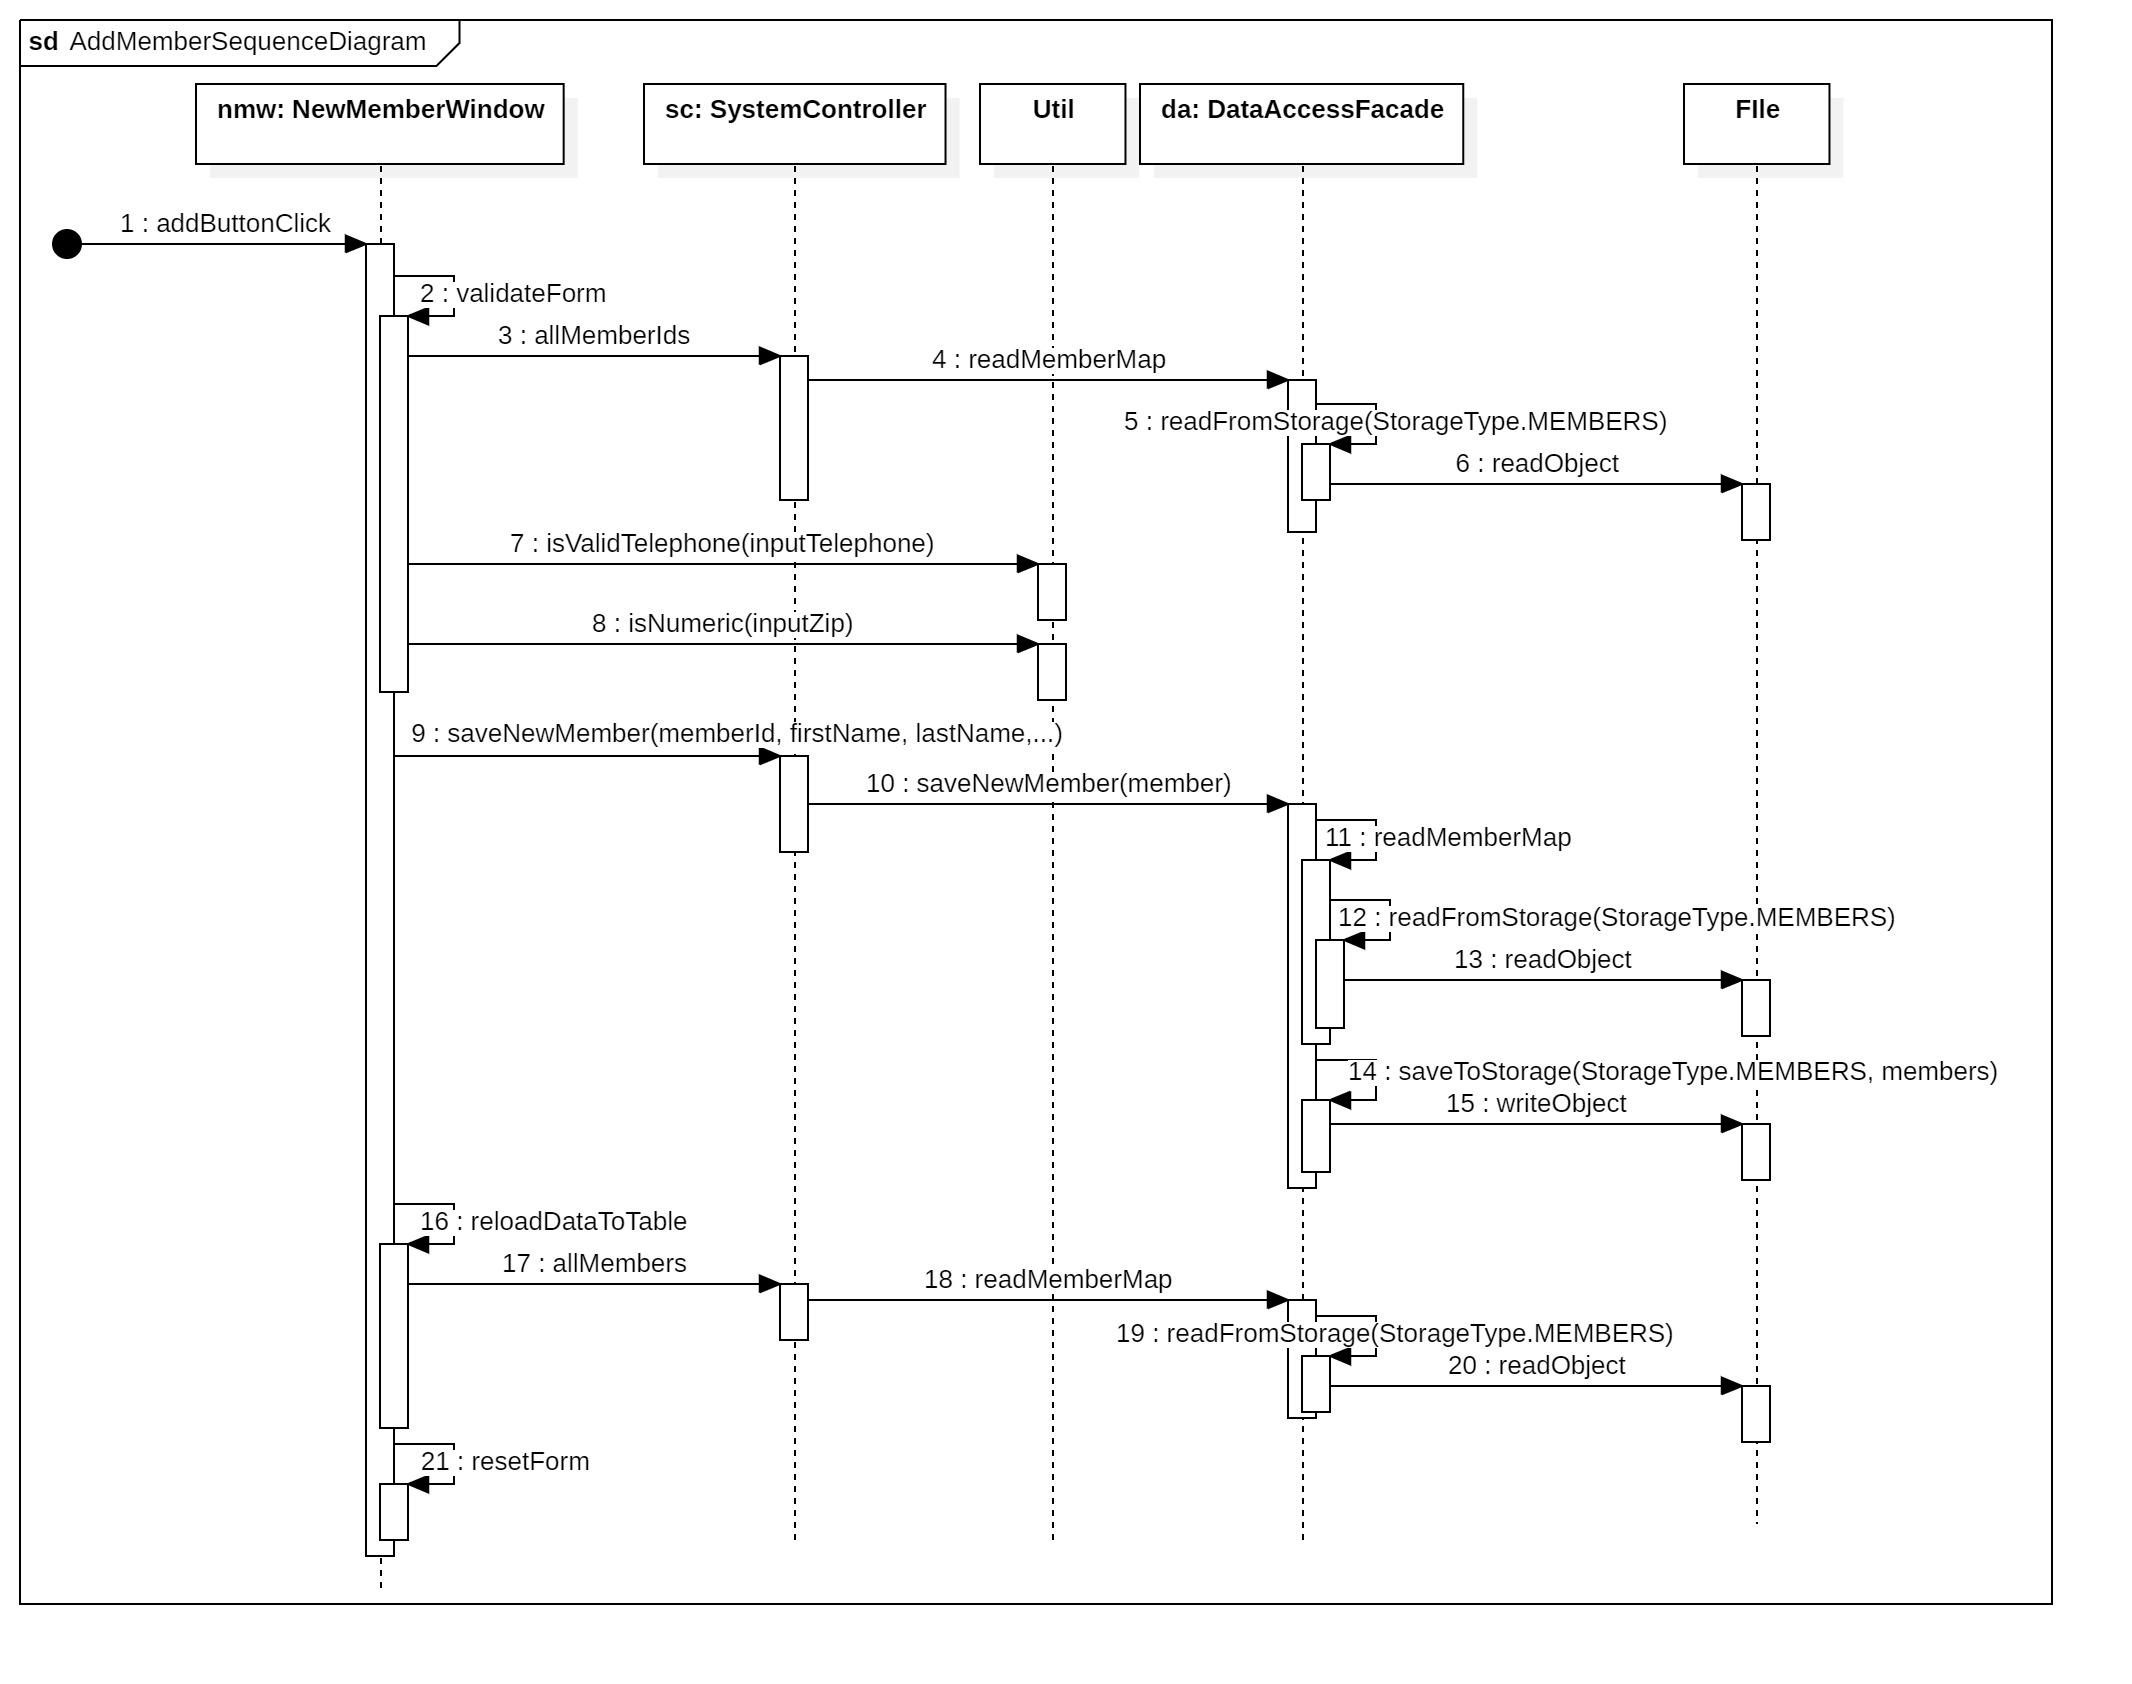 sd AddMemberSequenceDiagram
nmw: NewMemberWindow
sc: SystemController
Util
da: DataAccessFacade
FIle
1 : addButtonClick
2 : validateForm
3 : allMemberIds
4 : readMemberMap
5 : readFromStorage(StorageType.MEMBERS)
6 : readObject
7 : isValidTelephone(inputTelephone)
8 : isNumeric(inputZip)
9 : saveNewMember(memberId, firstName, lastName,...)
10 : saveNewMember(member)
11 : readMemberMap
12 : readFromStorage(StorageType.MEMBERS)
13 : readObject
14 : saveToStorage(StorageType.MEMBERS, members)
15 : writeObject
16 : reloadDataToTable
17 : allMembers
18 : readMemberMap
19 : readFromStorage(StorageType.MEMBERS)
20 : readObject
21 : resetForm